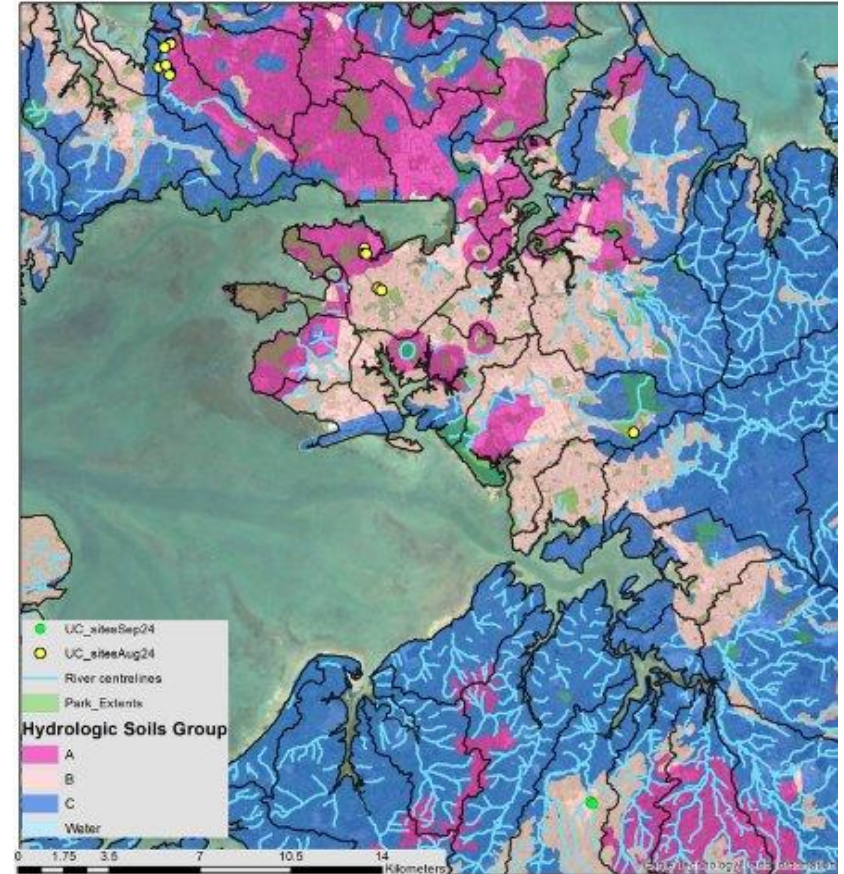 UC_sitesSep24
UC_sitesAug24
River centrelines
Park_Extents
Hydrologic Soils Group
A
B
C
Water
0 1.75 3.5 7 10.5 14
Kilometers